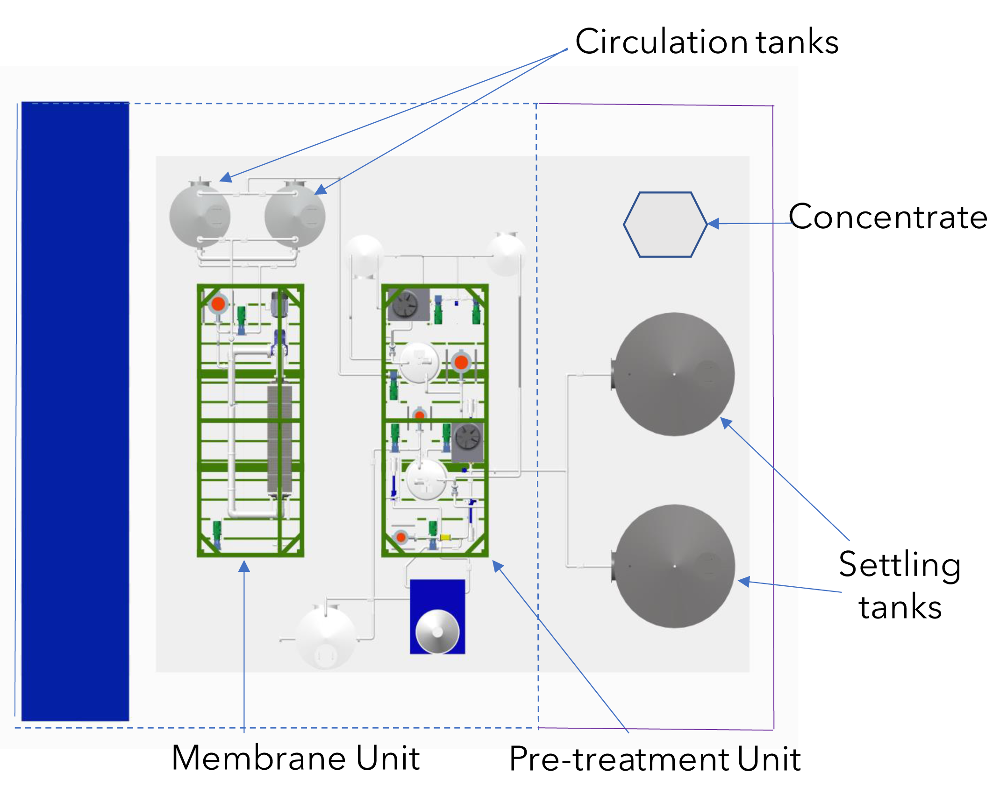 Circulation tanks
Concentrate
Settling
tanks
Membrane Unit
Pre-treatment Unit